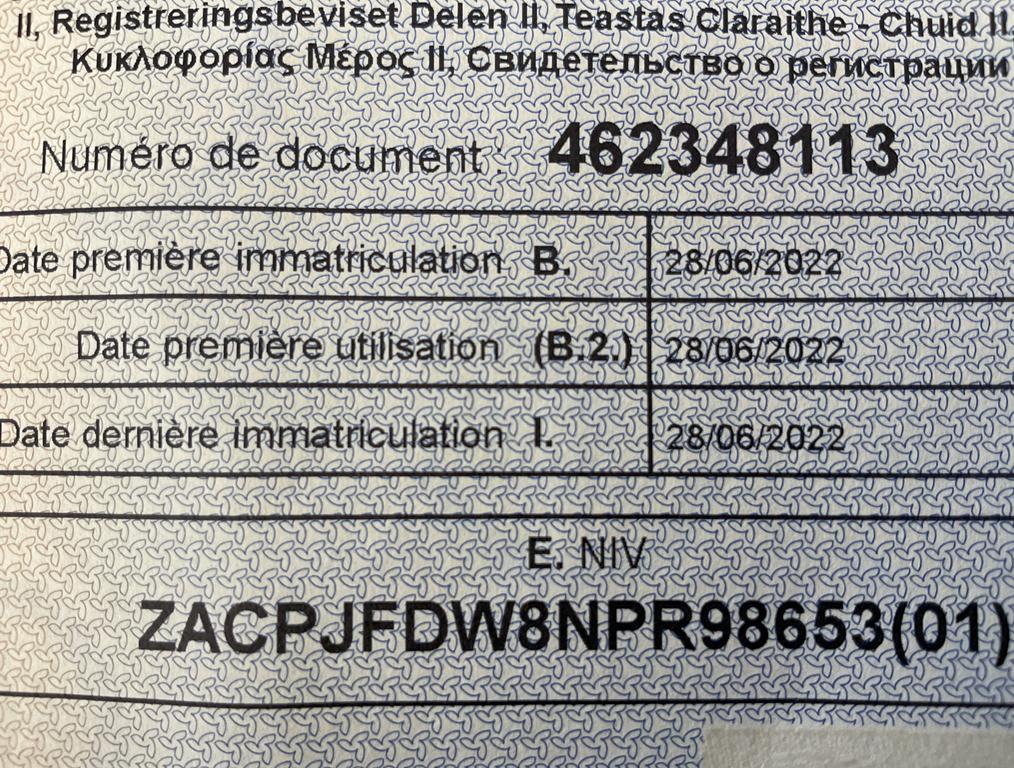 II, Registreringsbeviset Delen II, Teastas Claraithe - Chuid II
Κυκλοφορίας Μέρος II, Свидетельство о регистрации
Numéro de document : 462348113
Date première immatriculation B. 28/06/2022
Date première utilisation (B.2.) 28/06/2022
Date dernière immatriculation I. 28/06/2022
E. NIV
ZACPJFDW8NPR98653(01)